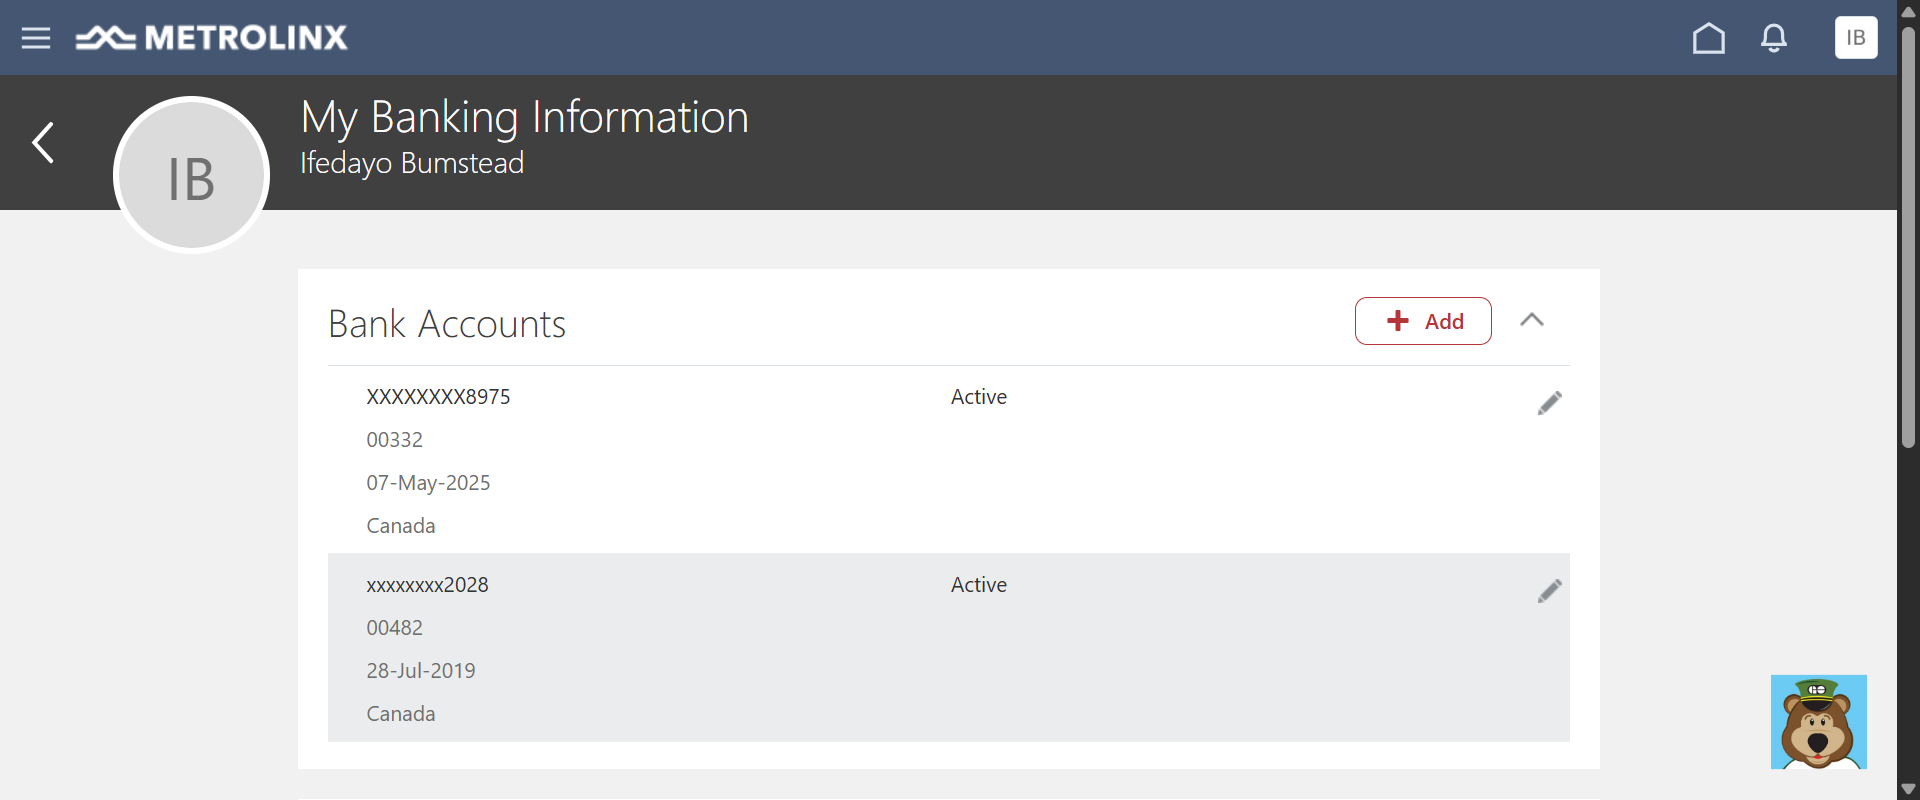 METROLINX
IB
IB
My Banking Information
Ifedayo Bumstead
Bank Accounts
Add
XXXXXXXX8975
Active
00332
07-May-2025
Canada
xxxxxxxx2028
Active
00482
28-Jul-2019
Canada
GO